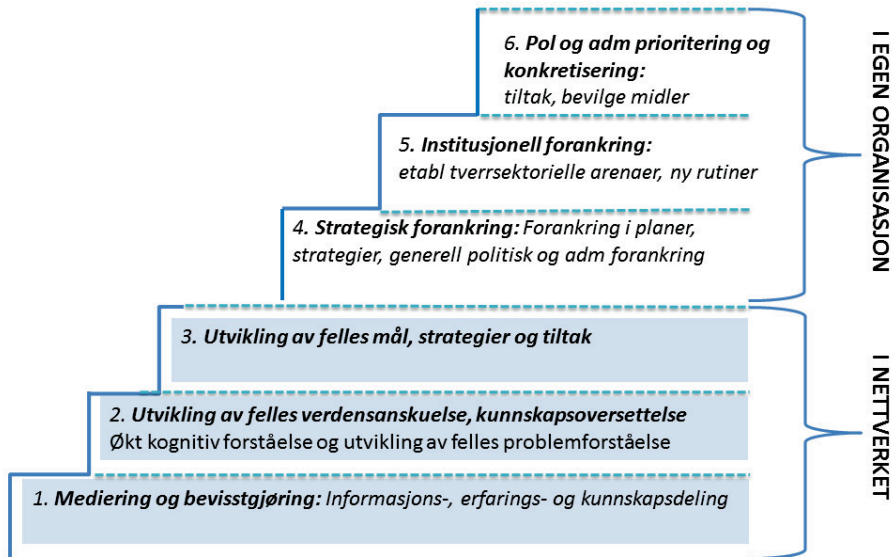 6. Pol og adm prioritering og
konkretisering:
tiltak, bevilge midler
5. Institusjonell forankring:
etabl tverrsektorielle arenaer, ny rutiner
4. Strategisk forankring: Forankring i planer,
strategier, generell politisk og adm forankring
3. Utvikling av felles mål, strategier og tiltak
2. Utvikling av felles verdensanskuelse, kunnskapsoversettelse
Økt kognitiv forståelse og utvikling av felles problemforståelse
1. Mediering og bevisstgjøring: Informasjons-, erfarings- og kunnskapsdeling
I EGEN ORGANISASJON
I NETTVERKET